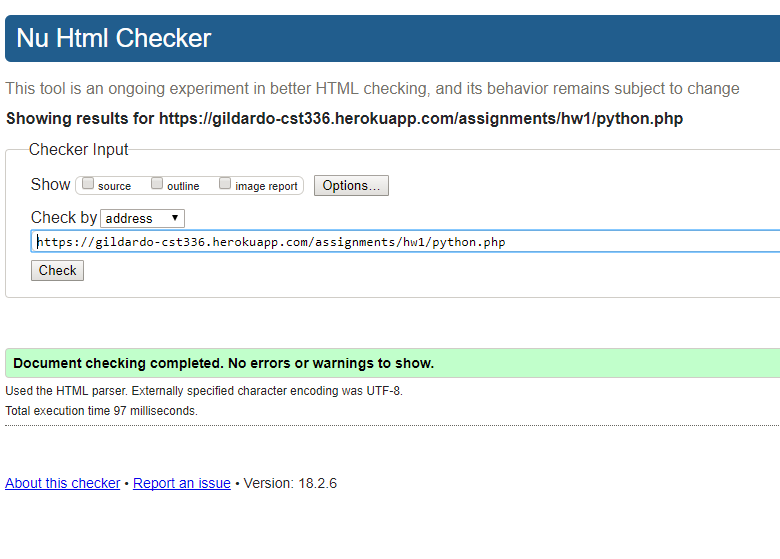 Nu Html Checker
This tool is an ongoing experiment in better HTML checking, and its behavior remains subject to change
Showing results for https://gildardo-cst336.herokuapp.com/assignments/hw1/python.php
Checker Input
Show source outline image report Options...
Check by address
https://gildardo-cst336.herokuapp.com/assignments/hw1/python.php
Check
Document checking completed. No errors or warnings to show.
Used the HTML parser. Externally specified character encoding was UTF-8.
Total execution time 97 milliseconds.
About this checker • Report an issue • Version: 18.2.6